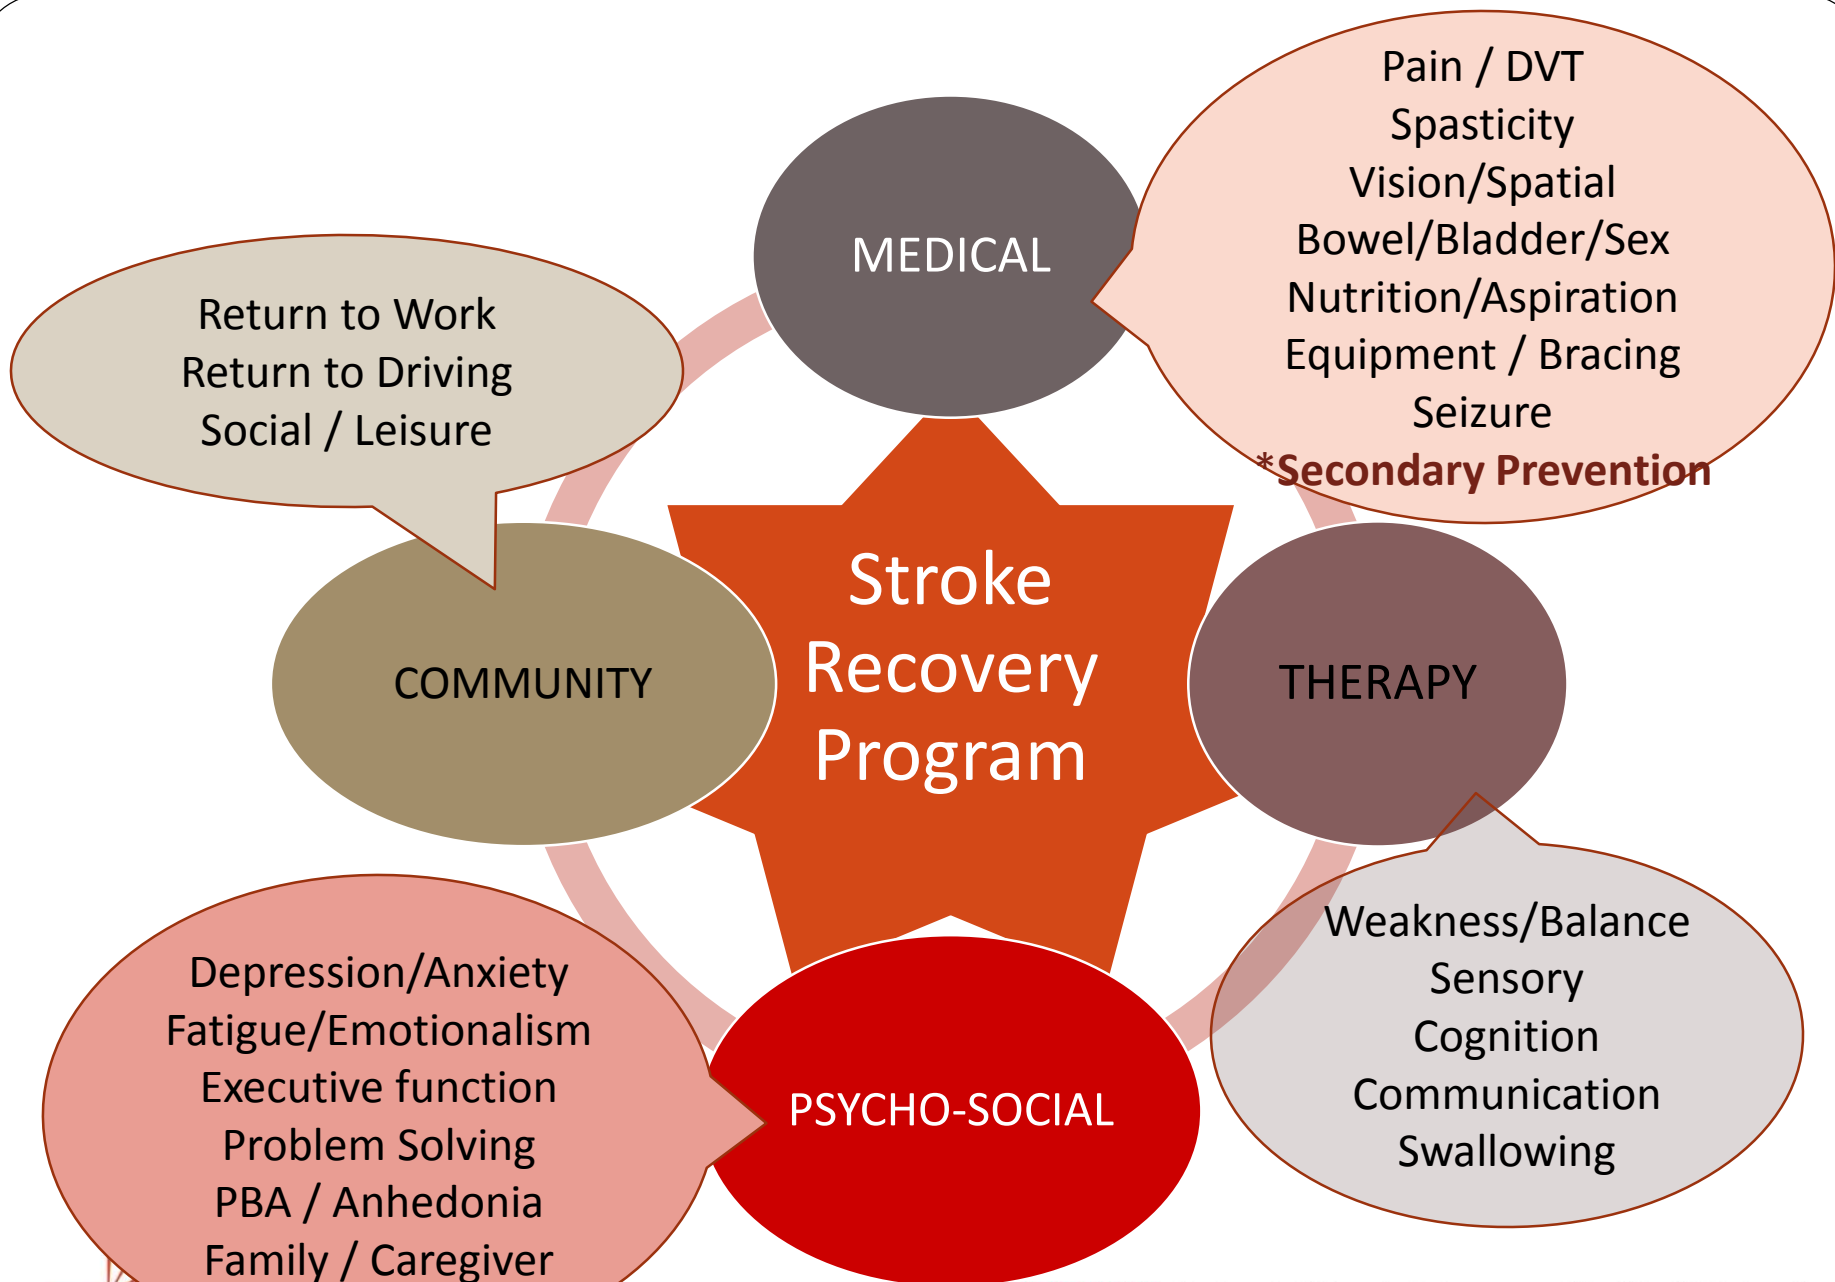 MEDICAL
Pain / DVT
Spasticity
Vision/Spatial
Bowel/Bladder/Sex
Nutrition/Aspiration
Equipment / Bracing
Seizure
*Secondary Prevention
Return to Work
Return to Driving
Social / Leisure
COMMUNITY
Stroke
Recovery
Program
THERAPY
Weakness/Balance
Sensory
Cognition
Communication
Swallowing
Depression/Anxiety
Fatigue/Emotionalism
Executive function
Problem Solving
PBA / Anhedonia
Family / Caregiver
PSYCHO-SOCIAL